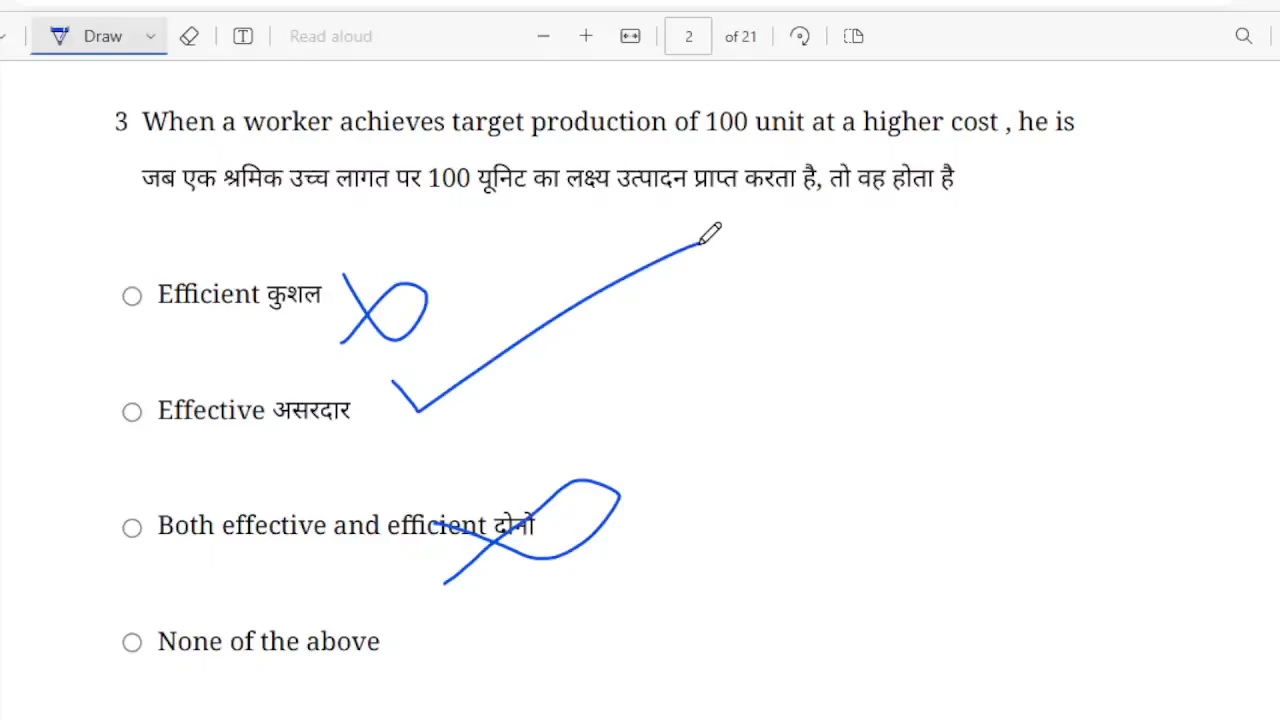 Draw
Read aloud
2 of 21
3 When a worker achieves target production of 100 unit at a higher cost , he is
जब एक श्रमिक उच्च लागत पर 100 यूनिट का लक्ष्य उत्पादन प्राप्त करता है, तो वह होता है
Efficient कुशल
Effective असरदार
Both effective and efficient दोनो
None of the above